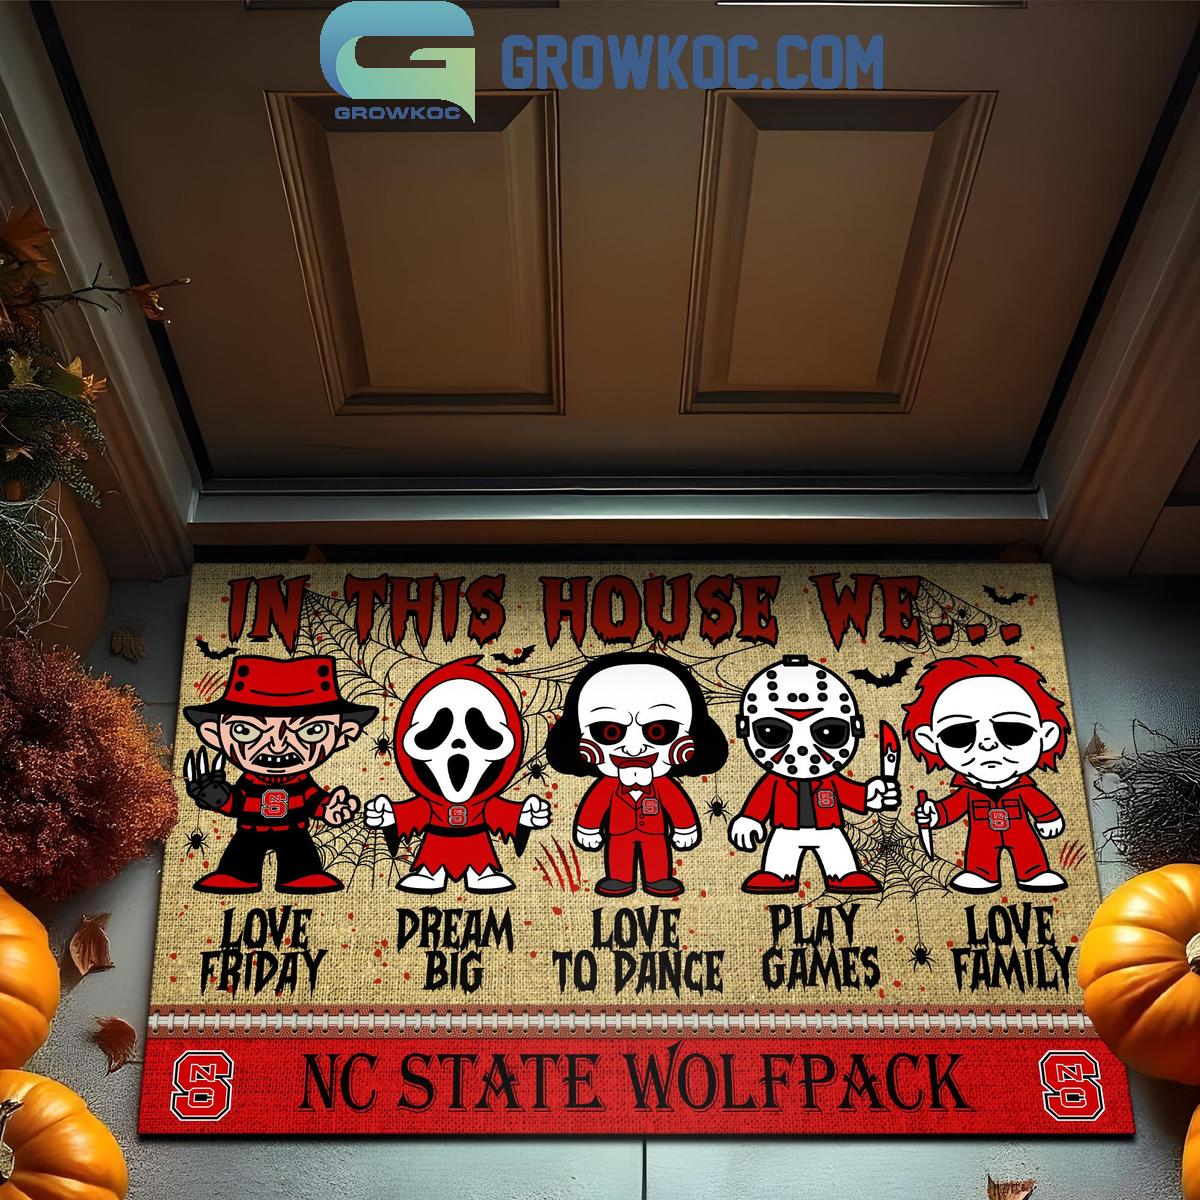 GROWKOC.COM
GROWKOC
IN THIS HOUSE WE...
LOVE
FRIDAY
DREAM
BIG
LOVE
TO DANCE
PLAY
GAMES
LOVE
FAMILY
NC STATE WOLFPACK